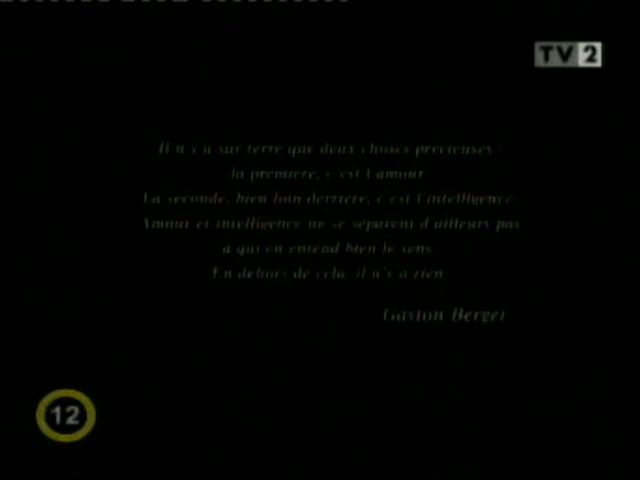 TV2
Il n'y a sur terre que deux choses précieuses :
la première, c'est l'amour
La seconde, bien loin derrière, c'est l'intelligence
Amour et intelligence ne se séparent d'ailleurs pas
à qui en entend bien le sens.
En dehors de cela, il n'y a rien.
Gaston Berger
12